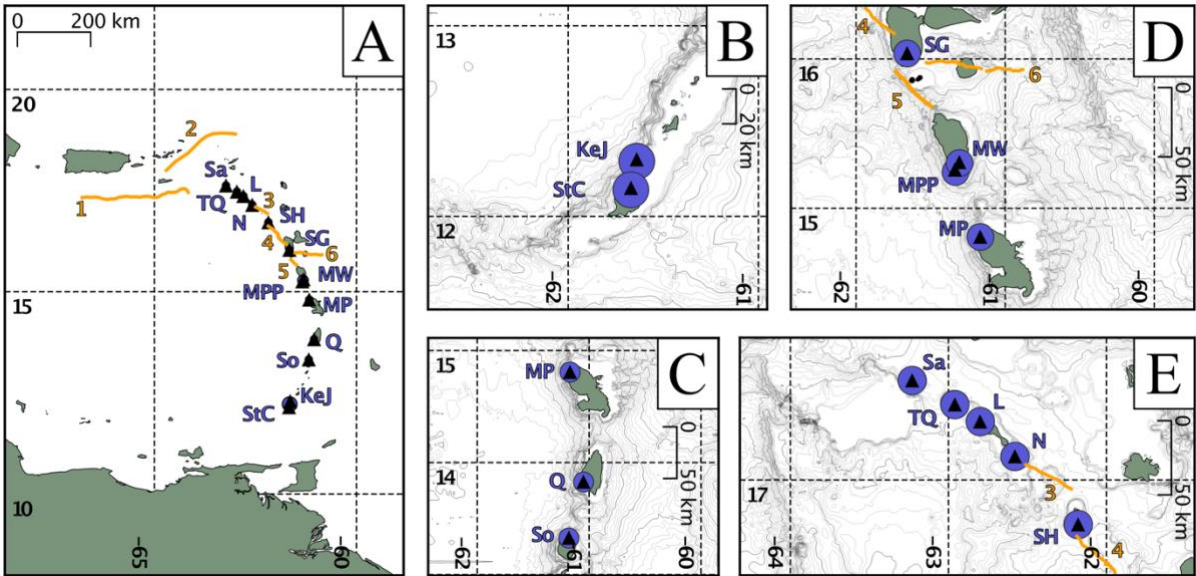 0 200 km
A
20
2
Sa
L
1
TQ
3
N
SH
4
SG
6
5
MW
MPP
15
MP
Q
So
KeJ
StC
10
-65
-60
B
13
0 20 km
KeJ
StC
12
-62
-61
D
4
SG
16
6
5
0 50 km
MW
MPP
15
MP
-62
-61
-60
C
15
MP
0 50 km
14
Q
So
-62
-61
-60
E
Sa
L
TQ
N
0 50 km
3
17
SH
4
-64
-63
-62